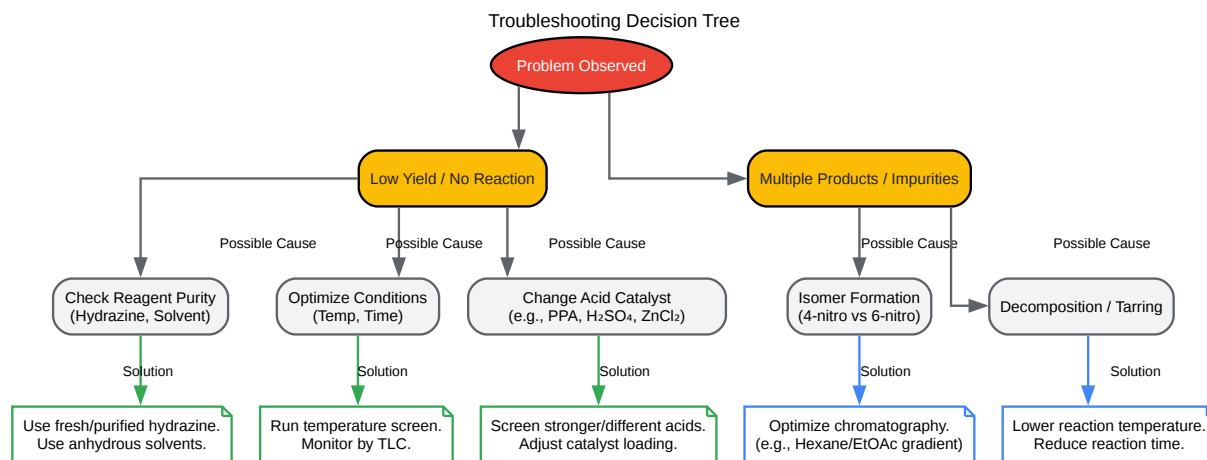 Troubleshooting Decision Tree
Problem Observed
Low Yield / No Reaction
Multiple Products / Impurities
Possible Cause
Possible Cause
Possible Cause
Possible Cause
Possible Cause
Check Reagent Purity
(Hydrazine, Solvent)
Optimize Conditions
(Temp, Time)
Change Acid Catalyst
(e.g., PPA, H₂SO₄, ZnCl₂)
Isomer Formation
(4-nitro vs 6-nitro)
Decomposition / Tarring
Solution
Solution
Solution
Solution
Solution
Use fresh/purified hydrazine.
Use anhydrous solvents.
Run temperature screen.
Monitor by TLC.
Screen stronger/different acids.
Adjust catalyst loading.
Optimize chromatography.
(e.g., Hexane/EtOAc gradient)
Lower reaction temperature.
Reduce reaction time.